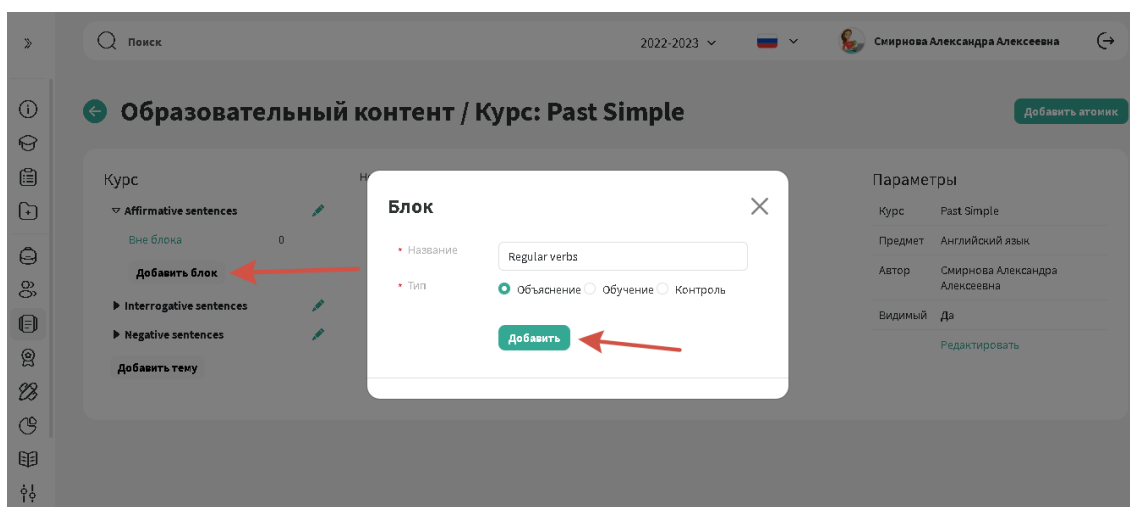 Поиск
2022-2023
Смирнова Александра Алексеевна
Образовательный контент / Курс: Past Simple
Добавить атомик
Курс
Affirmative sentences
Вне блока 0
Добавить блок
Interrogative sentences
Negative sentences
Добавить тему
Блок
* Название
Regular verbs
* Тип
Объяснение Обучение Контроль
Добавить
Параметры
Курс Past Simple
Предмет Английский язык
Автор Смирнова Александра
Алексеевна
Видимый Да
Редактировать